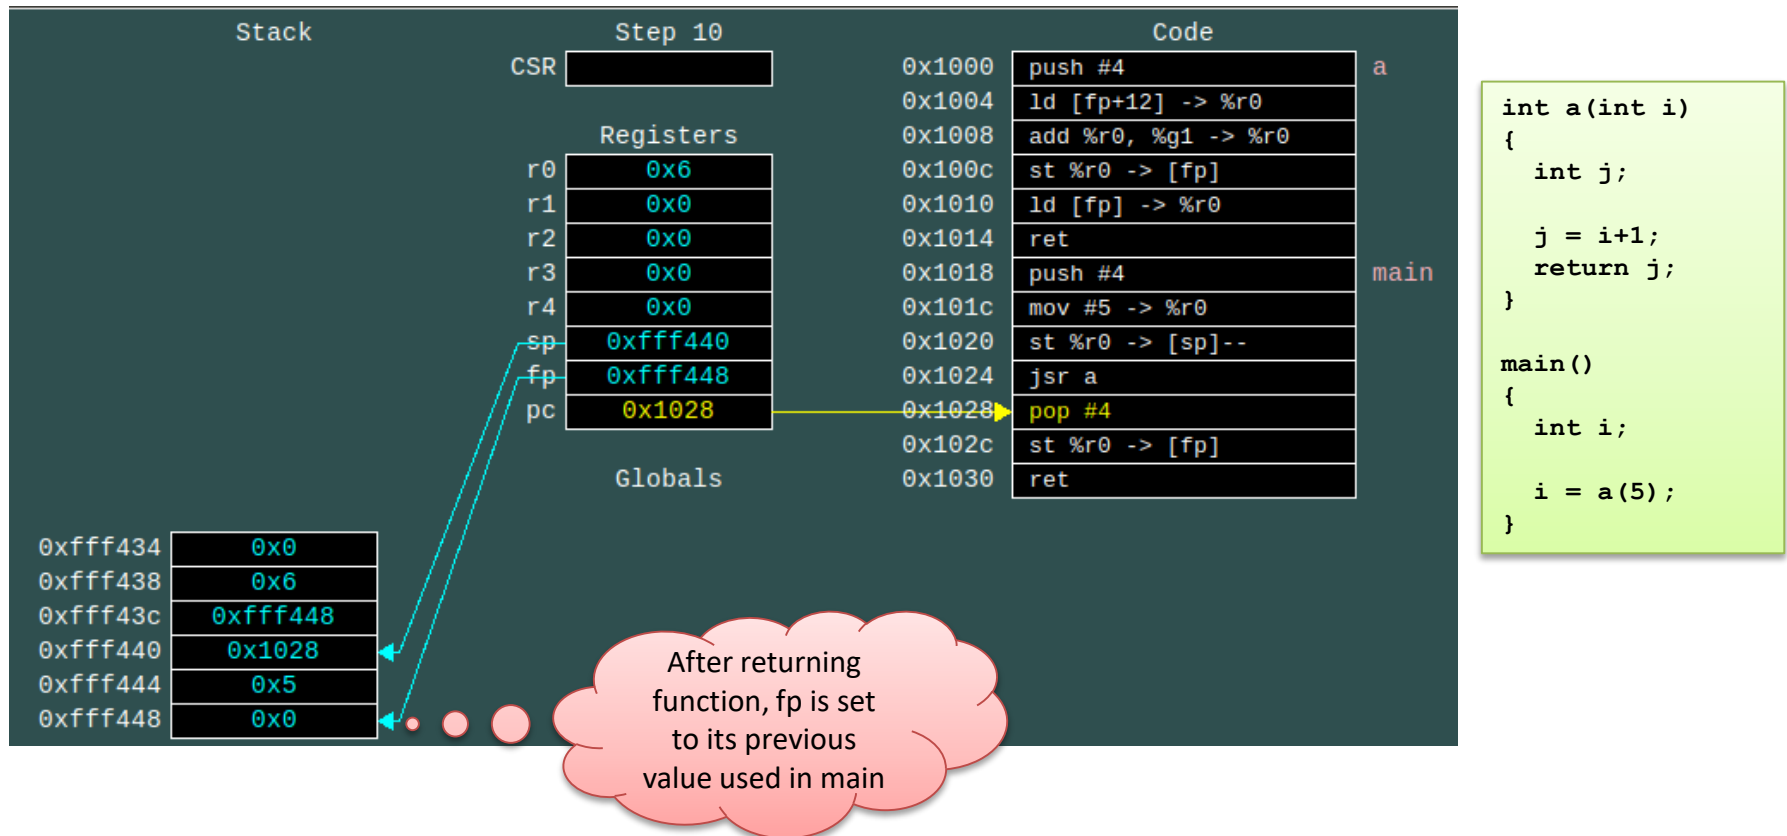 Stack Step 10 Code
CSR 0x1000 push #4 a
0x1004 ld [fp+12] -> %r0
Registers 0x1008 add %r0, %g1 -> %r0
r0 0x6 0x100c st %r0 -> [fp]
r1 0x0 0x1010 ld [fp] -> %r0
r2 0x0 0x1014 ret
r3 0x0 0x1018 push #4 main
r4 0x0 0x101c mov #5 -> %r0
sp 0xfff440 0x1020 st %r0 -> [sp]--
fp 0xfff448 0x1024 jsr a
pc 0x1028 0x1028 pop #4
0x102c st %r0 -> [fp]
Globals 0x1030 ret
0xfff434 0x0
0xfff438 0x6
0xfff43c 0xfff448
0xfff440 0x1028
0xfff444 0x5
0xfff448 0x0
After returning
function, fp is set
to its previous
value used in main
int a(int i)
{
int j;
j = i+1;
return j;
}
main()
{
int i;
i = a(5);
}